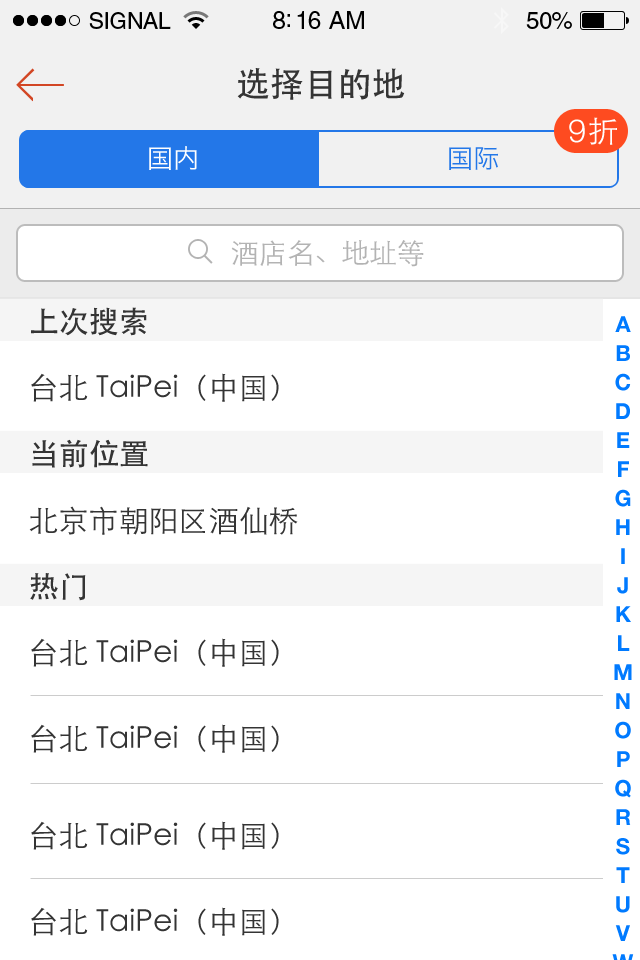 SIGNAL 8:16 AM 50%
选择目的地
9折
国内 国际
酒店名、地址等
上次搜索
台北 TaiPei（中国）
当前位置
北京市朝阳区酒仙桥
热门
台北 TaiPei（中国）
台北 TaiPei（中国）
台北 TaiPei（中国）
台北 TaiPei（中国）
A
B
C
D
E
F
G
H
I
J
K
L
M
N
O
P
Q
R
S
T
U
V
W